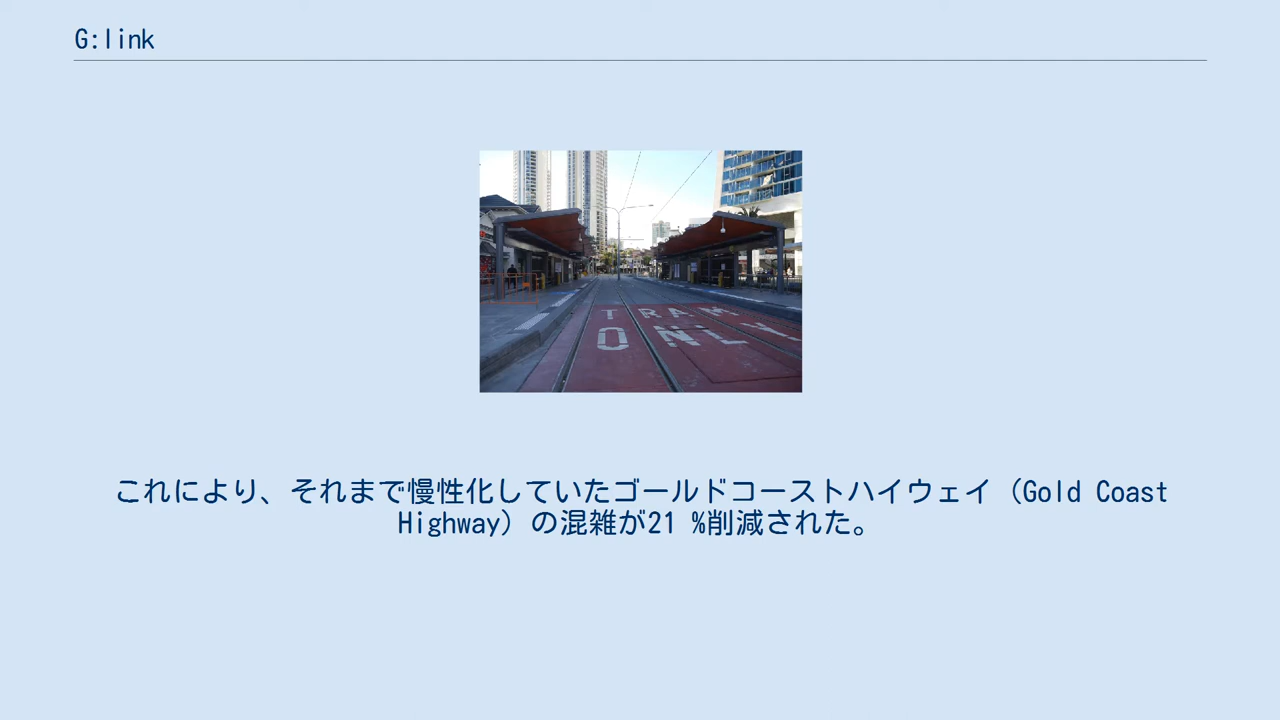 G:link
TRAM
ONLY
これにより、それまで慢性化していたゴールドコーストハイウェイ（Gold Coast
Highway）の混雑が21 %削減された。